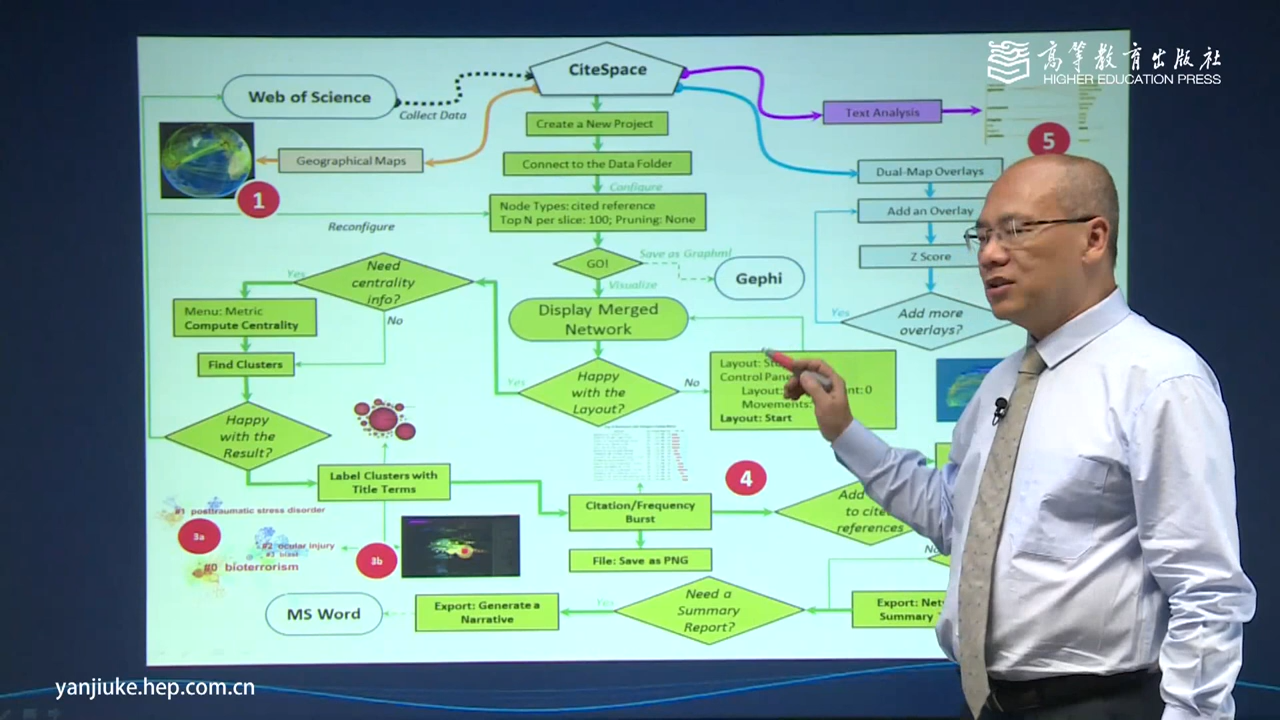 高等教育出版社
HIGHER EDUCATION PRESS
CiteSpace
Web of Science
Collect Data
Create a New Project
Text Analysis
5
Geographical Maps
1
Connect to the Data Folder
Configure
Dual-Map Overlays
Node Types: cited reference
Top N per slice: 100; Pruning: None
Add an Overlay
Reconfigure
GO!
Save as Graphml
Z Score
Gephi
Visualize
Need
centrality
info?
Yes
No
Display Merged
Network
Yes
Add more
overlays?
Menu: Metric
Compute Centrality
Find Clusters
Happy
with the
Layout?
Yes
No
Layout:
Control
Layout: 0
Movements:
Layout: Start
Happy
with the
Result?
Label Clusters with
Title Terms
4
Citation/Frequency
Burst
Add
to cited
references
#1 posttraumatic stress disorder
3a
#2 ocular injury
#3 blast
#0 bioterrorism
3b
File: Save as PNG
No
MS Word
Export: Generate a
Narrative
Yes
Need a
Summary
Report?
Export:
Summary
yanjiuke.hep.com.cn